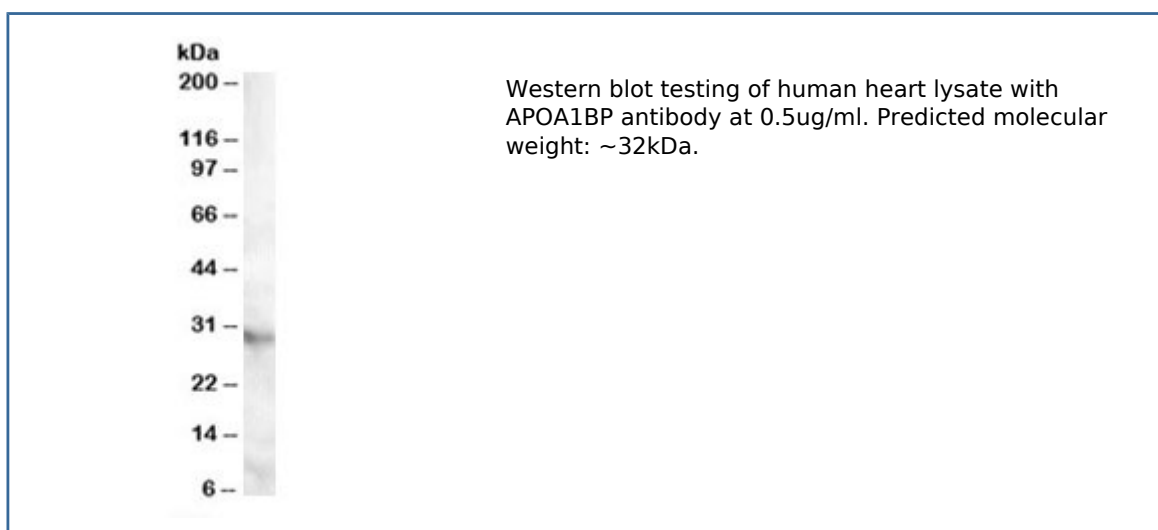 kDa
200 –
116 –
97 –
66 –
44 –
31 –
22 –
14 –
6 –
Western blot testing of human heart lysate with
APOA1BP antibody at 0.5ug/ml. Predicted molecular
weight: ~32kDa.